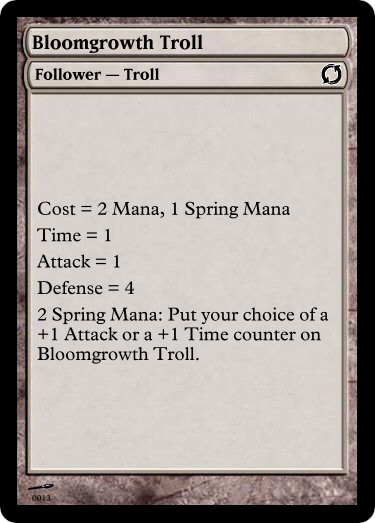 Bloomgrowth Troll
Follower — Troll
Cost = 2 Mana, 1 Spring Mana
Time = 1
Attack = 1
Defense = 4
2 Spring Mana: Put your choice of a
+1 Attack or a +1 Time counter on
Bloomgrowth Troll.
0013